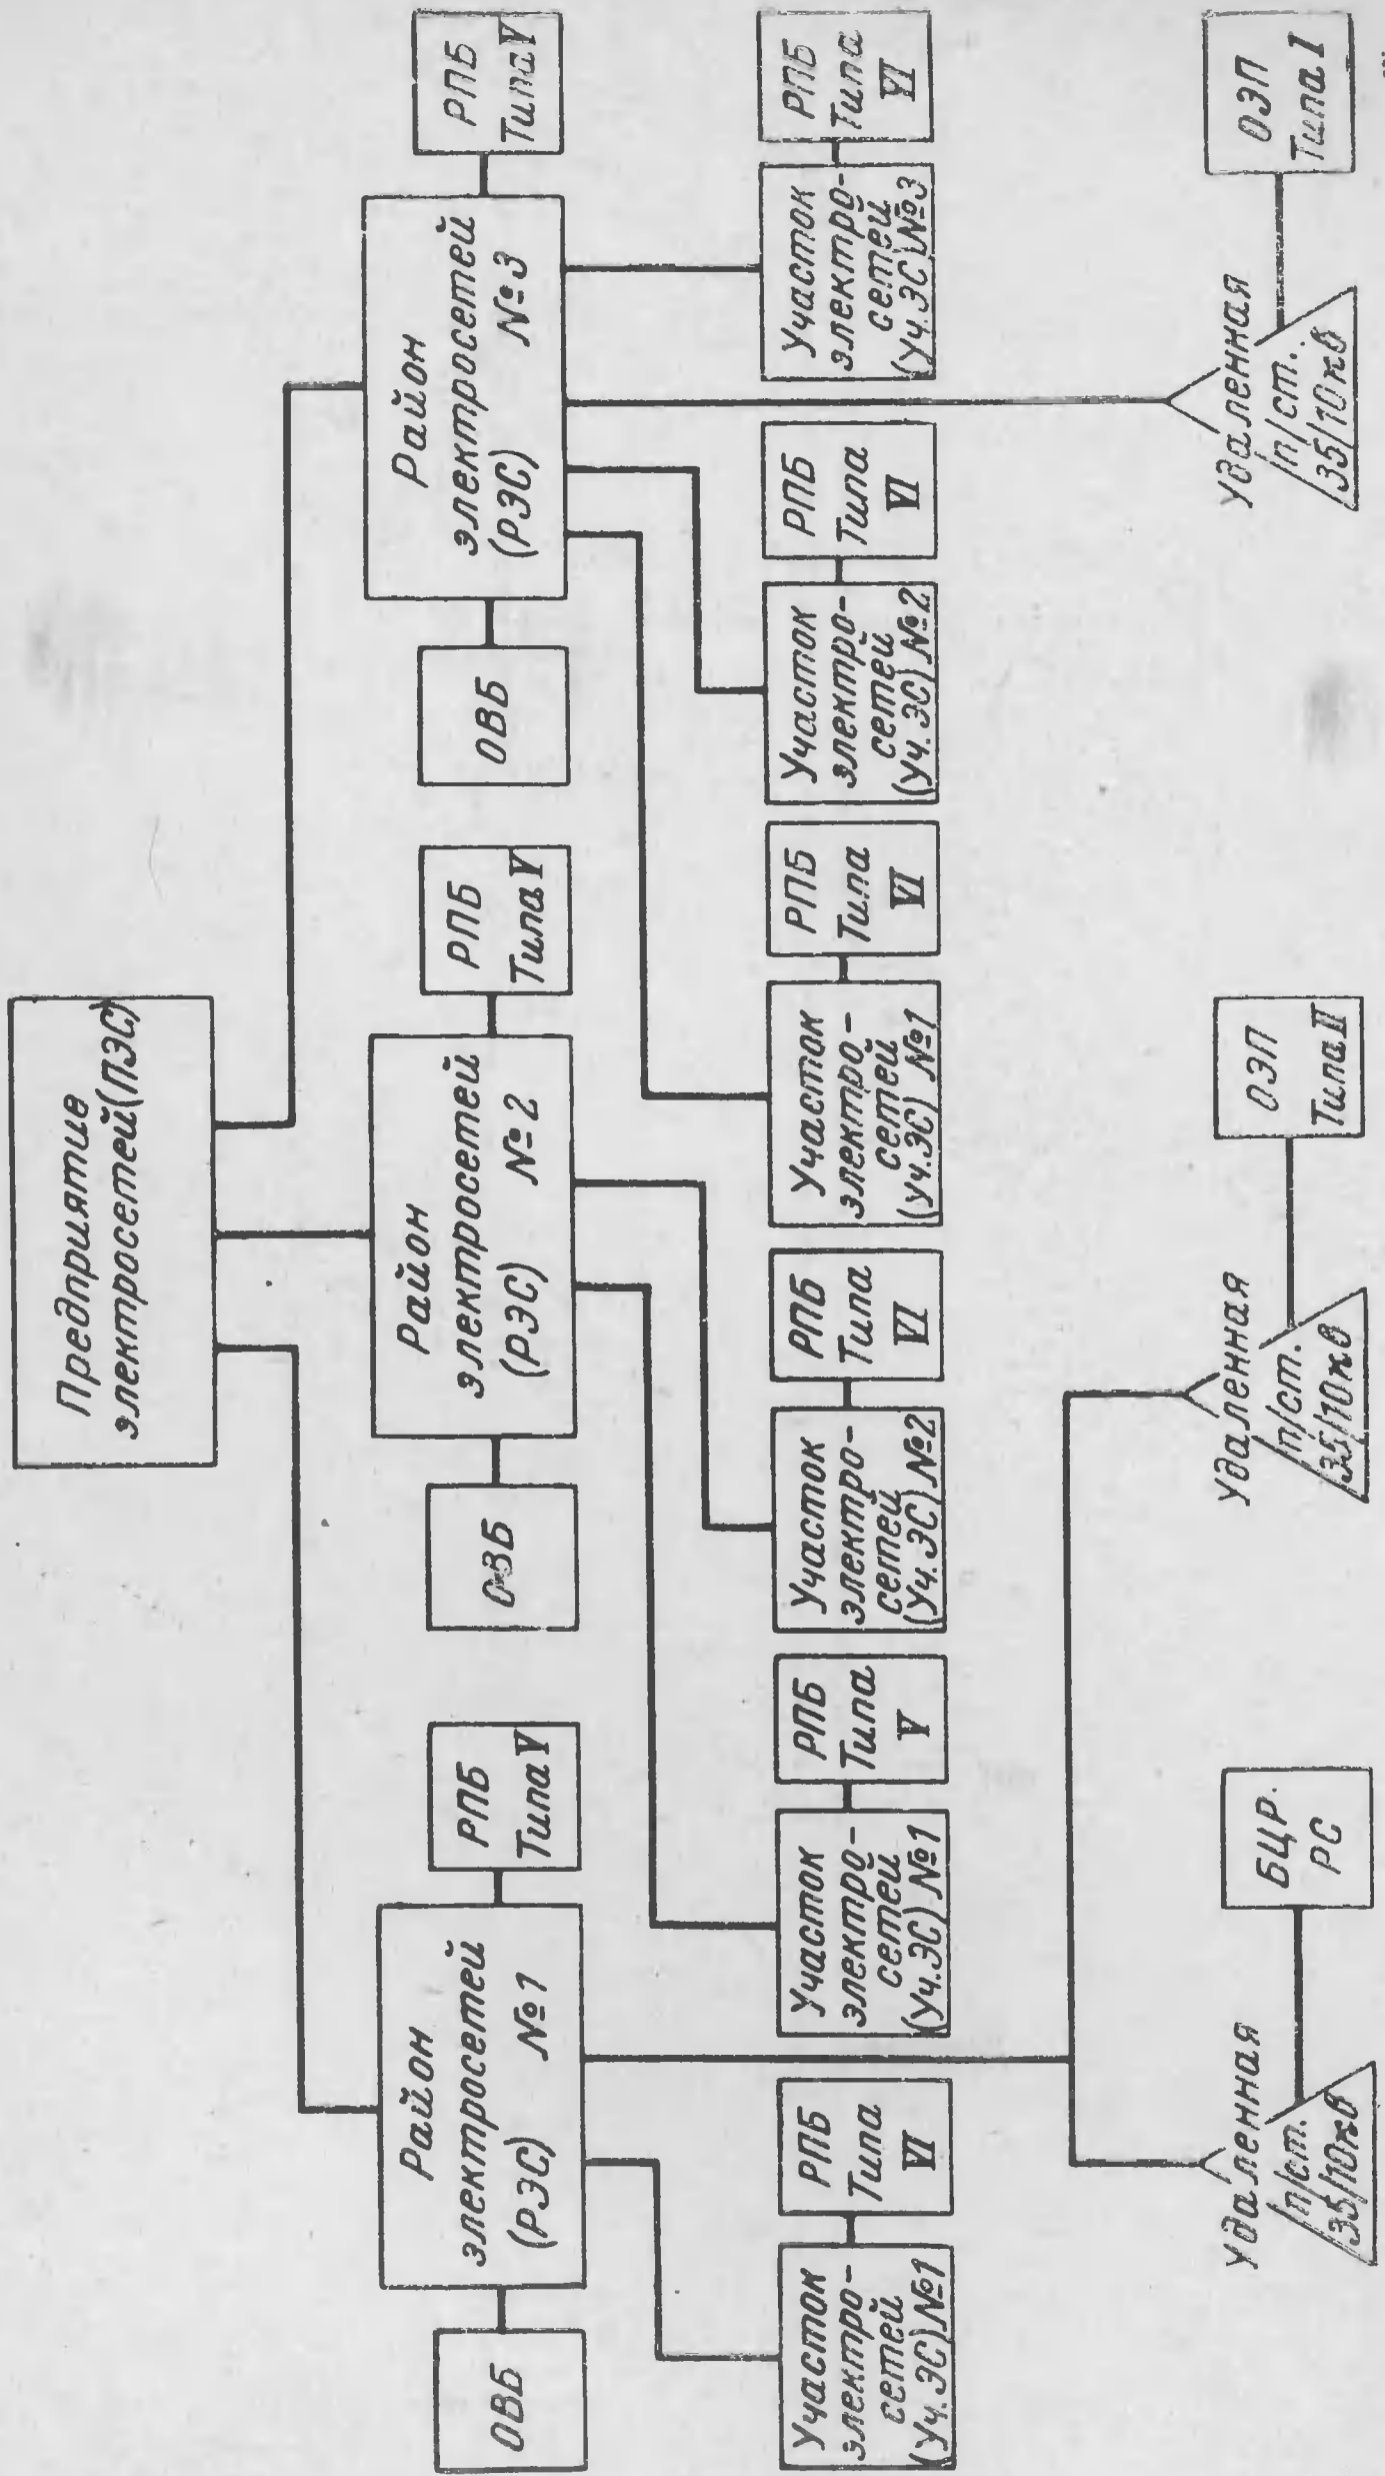 Предприятие
электросетей(ПЭС)
ОВБ
Район
электросетей
(РЭС) №1
РПБ
Типа V
ОВБ
Район
электросетей
(РЭС) №2
РПБ
Типа V
ОВБ
Район
электросетей
(РЭС) №3
РПБ
Типа V
Участок
электро-
сетей
(Уч.ЭС) №1
РПБ
Типа
VI
Участок
электро-
сетей
(Уч.ЭС) №1
РПБ
Типа
V
Участок
электро-
сетей
(Уч.ЭС) №2
РПБ
Типа
VI
Участок
электро-
сетей
(Уч.ЭС) №1
РПБ
Типа
VI
Участок
электро-
сетей
(Уч.ЭС) №2
РПБ
Типа
VI
Участок
электро-
сетей
(Уч.ЭС) №3
РПБ
Типа
VI
Удаленная
п/ст.
35/10кв
БЦР.
РС
Удаленная
п/ст.
35/10кв
ОЭП
Типа II
Удаленная
п/ст.
35/10кв
ОЭП
Типа I